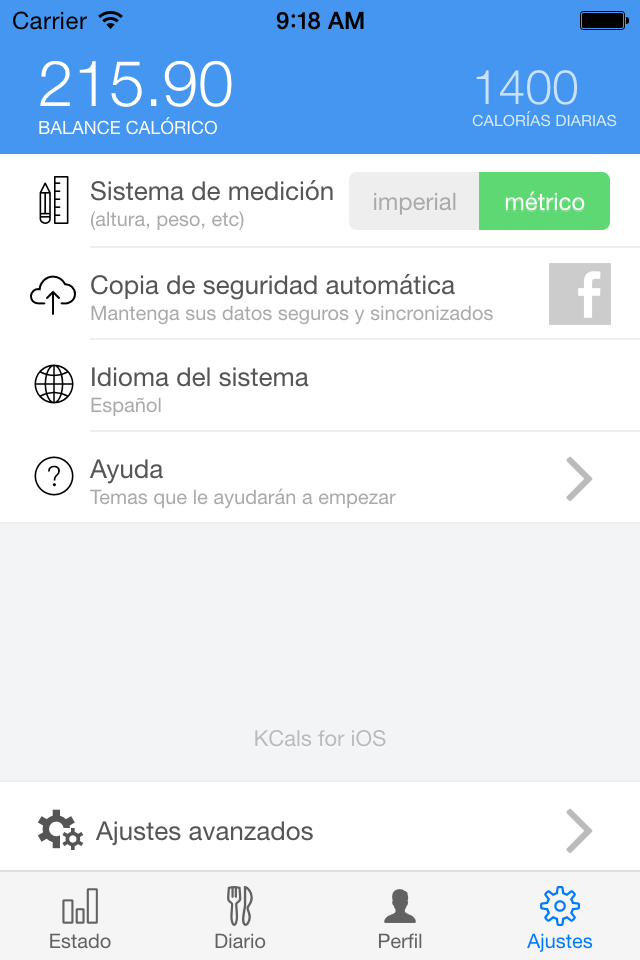 Carrier 9:18 AM
215.90 1400
BALANCE CALÓRICO CALORÍAS DIARIAS
Sistema de medición
(altura, peso, etc)
imperial métrico
Copia de seguridad automática
Mantenga sus datos seguros y sincronizados
f
Idioma del sistema
Español
?
Ayuda
Temas que le ayudarán a empezar
KCals for iOS
Ajustes avanzados
Estado Diario Perfil Ajustes